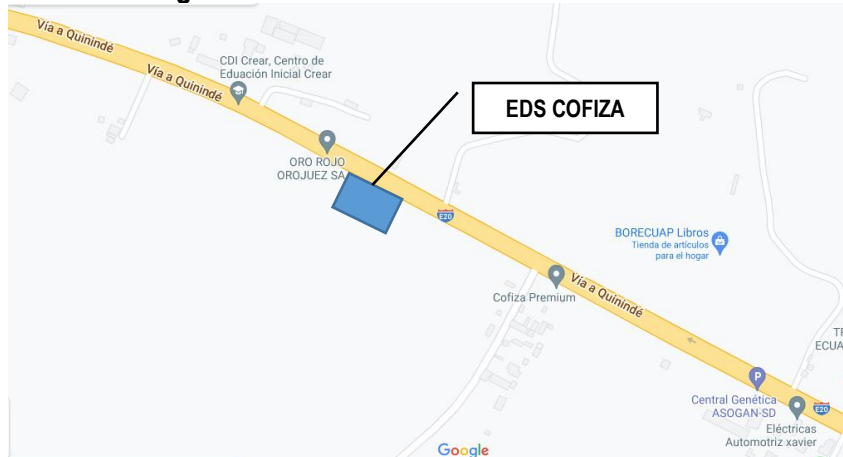 Vía a Quinindé
Vía a Quinindé
CDI Crear, Centro de
Eduación Inicial Crear
EDS COFIZA
ORO ROJO
OROJUEZ SA
E20
BORECUAP Libros
Tienda de artículos
para el hogar
Cofiza Premium
Vía a Quinindé
ECUA
P
Central Genética
ASOGAN-SD
E20
Eléctricas
Automotriz xavier
Google